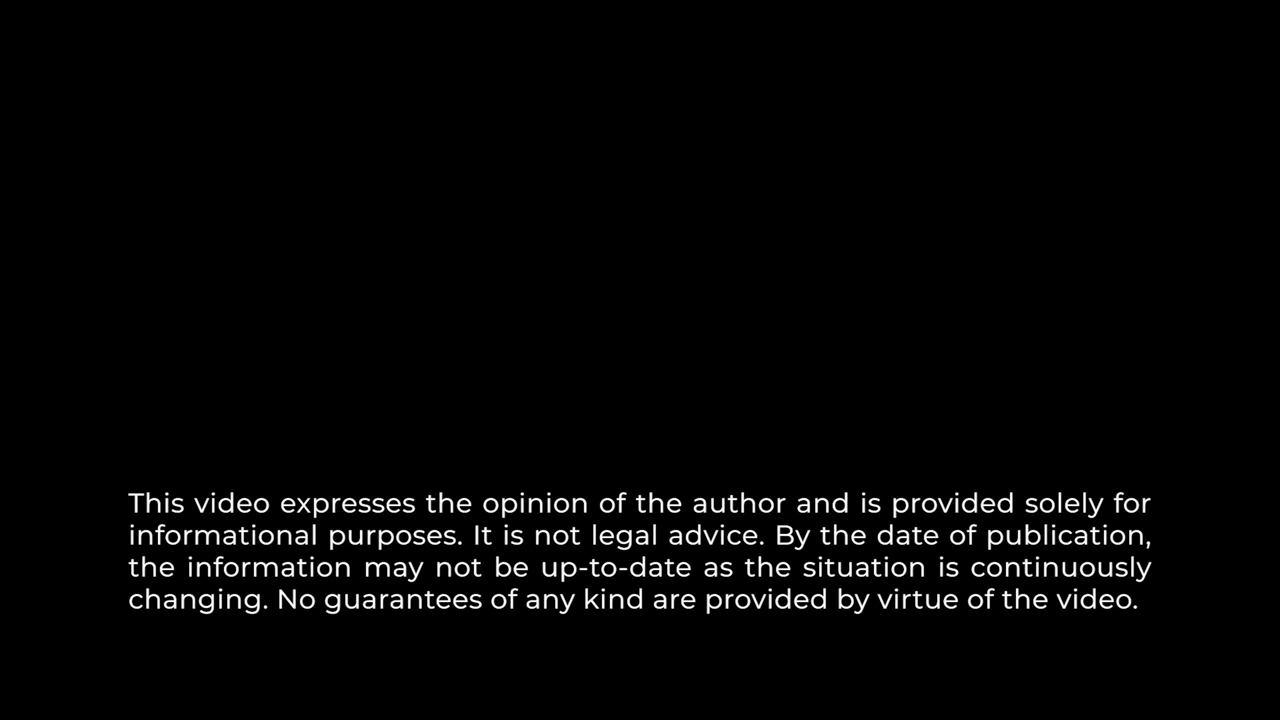 This video expresses the opinion of the author and is provided solely for
informational purposes. It is not legal advice. By the date of publication,
the information may not be up-to-date as the situation is continuously
changing. No guarantees of any kind are provided by virtue of the video.